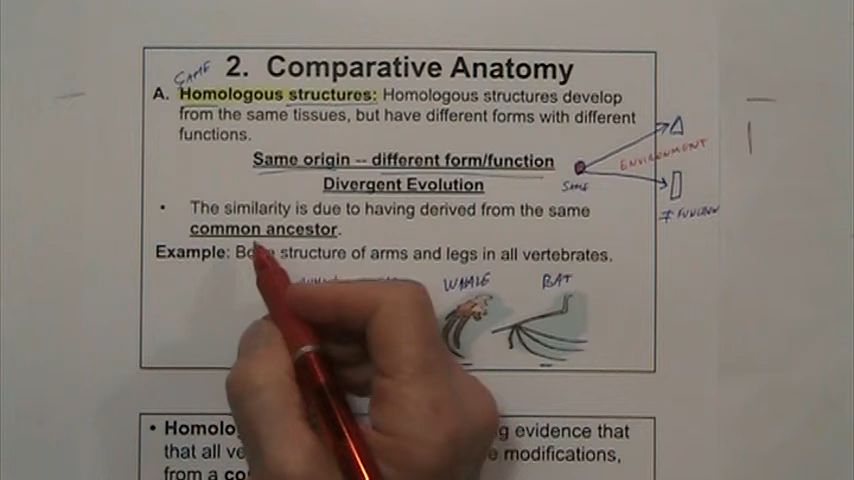 SAME
2. Comparative Anatomy
A. Homologous structures: Homologous structures develop
from the same tissues, but have different forms with different
functions.
Same origin -- different form/function
Divergent Evolution
ENVIRONMENT
SAME
≠ FUNCTION
• The similarity is due to having derived from the same
common ancestor.
Example: Bone structure of arms and legs in all vertebrates.
WHALE BAT
• Homolo g evidence that
that all ve e modifications,
from a co